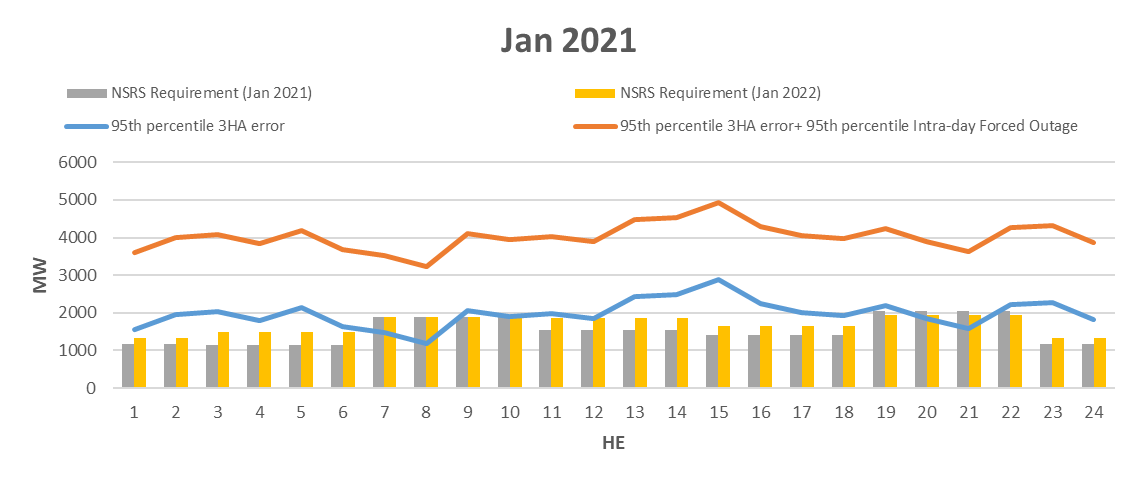 Jan 2021
NSRS Requirement (Jan 2021) NSRS Requirement (Jan 2022)
95th percentile 3HA error 95th percentile 3HA error+ 95th percentile Intra-day Forced Outage
6000
5000
4000
3000
2000
1000
0
MW
1 2 3 4 5 6 7 8 9 10 11 12 13 14 15 16 17 18 19 20 21 22 23 24
HE